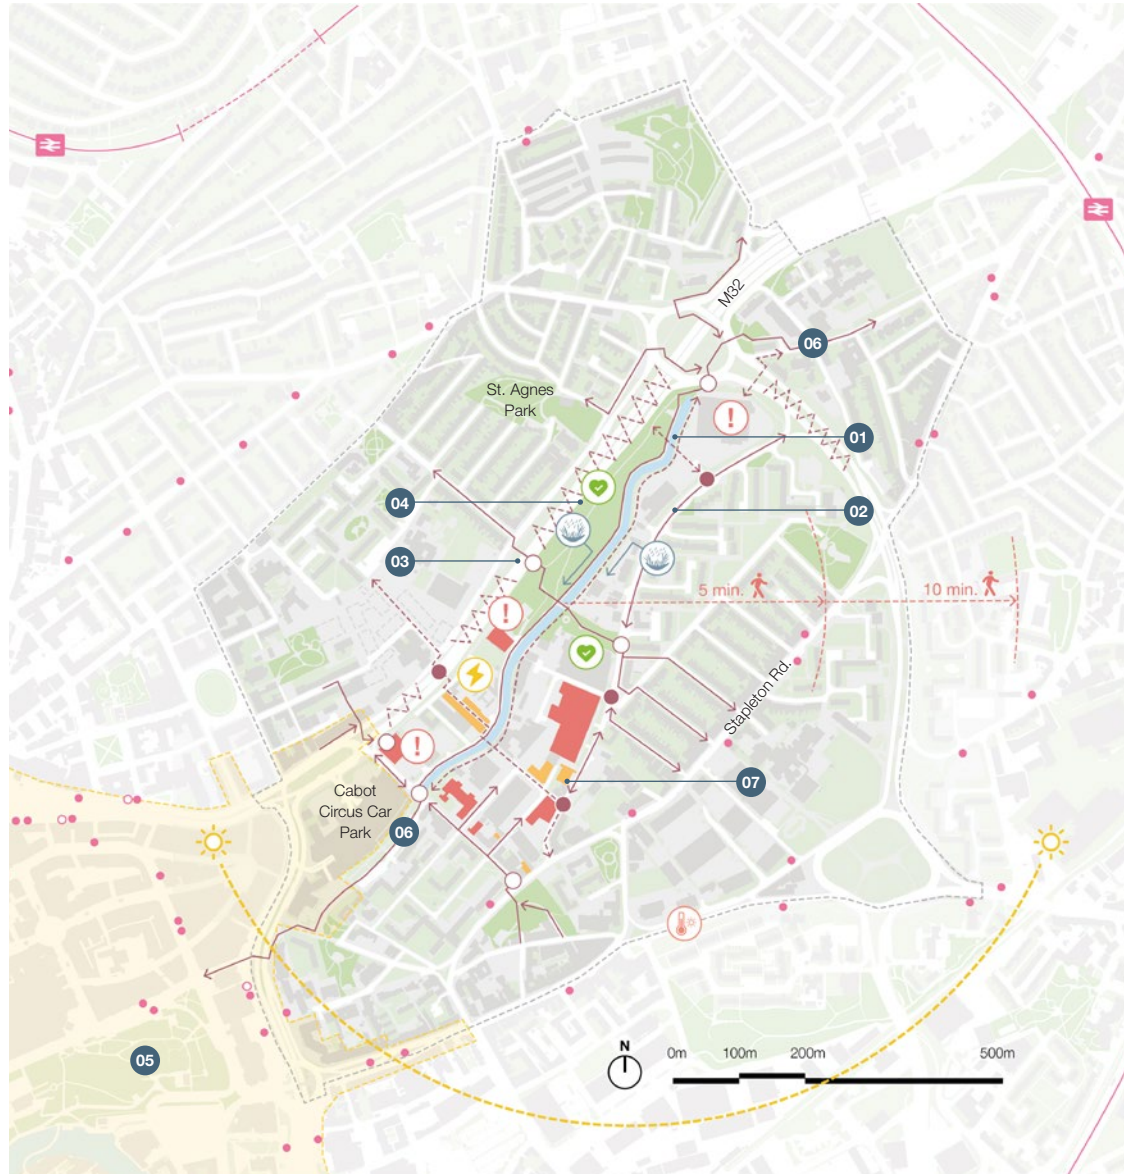 M32
06
St. Agnes
Park
!
01
04
02
03
5 min.
10 min.
!
Stapleton Rd.
!
07
Cabot
Circus Car
Park
06
05
N
0m
100m
200m
500m